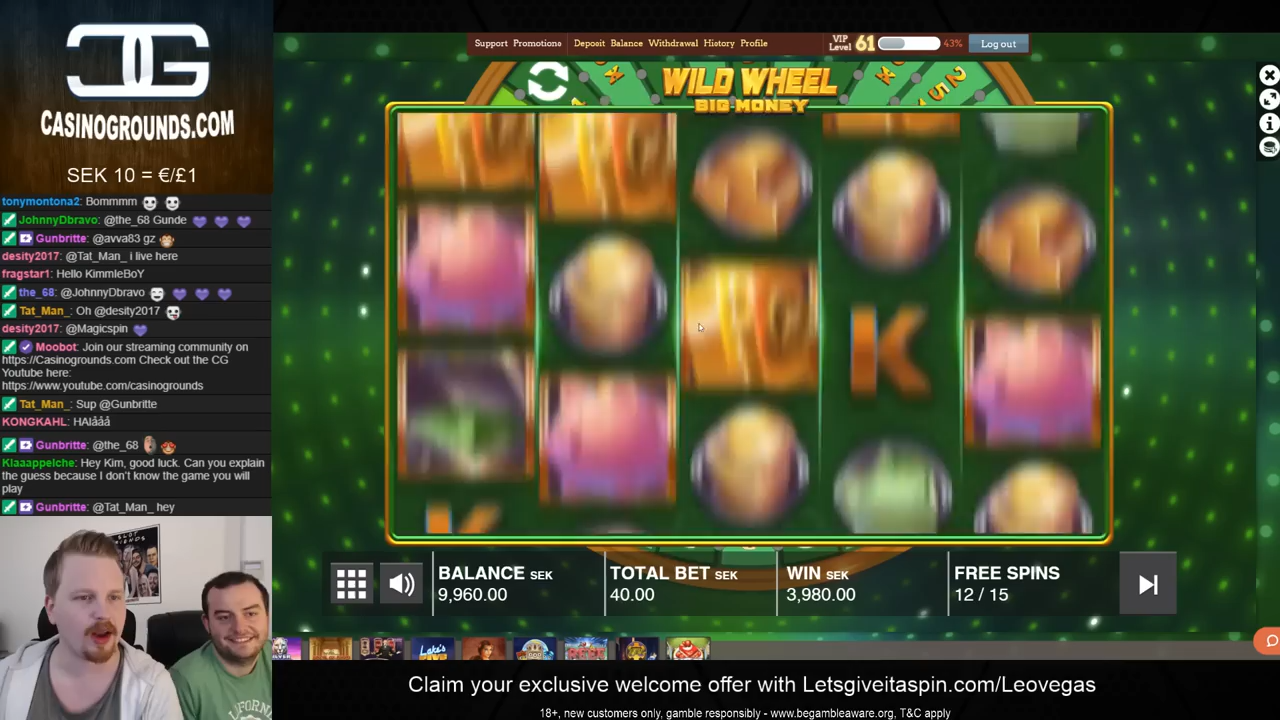 CASINOGROUNDS.COM
SEK 10 = €/£1
tonymontona2: Bommmm
JohnnyDbravo: @the_68 Gunde
Gunbritte: @avva83 gz
desity2017: @Tat_Man_ i live here
fragstar1: Hello KimmleBoY
the_68: @JohnnyDbravo
Tat_Man_: Oh @desity2017
desity2017: @Magicspin
Moobot: Join our streaming community on
https://Casinogrounds.com Check out the CG
Youtube here:
https://www.youtube.com/casinogrounds
Tat_Man_: Sup @Gunbritte
KONGKAHL: HAlååå
Gunbritte: @the_68
Klaaappelche: Hey Kim, good luck. Can you explain
the guess because I don't know the game you will
play
Gunbritte: @Tat_Man_ hey
Support Promotions Deposit Balance Withdrawal History Profile
VIP Level 61 43% Log out
WILD WHEEL
BIG MONEY
K
BALANCE SEK
9,960.00
TOTAL BET SEK
40.00
WIN SEK
3,980.00
FREE SPINS
12 / 15
Claim your exclusive welcome offer with Letsgiveitaspin.com/Leovegas
18+, new customers only, gamble responsibly - www.begambleaware.org, T&C apply